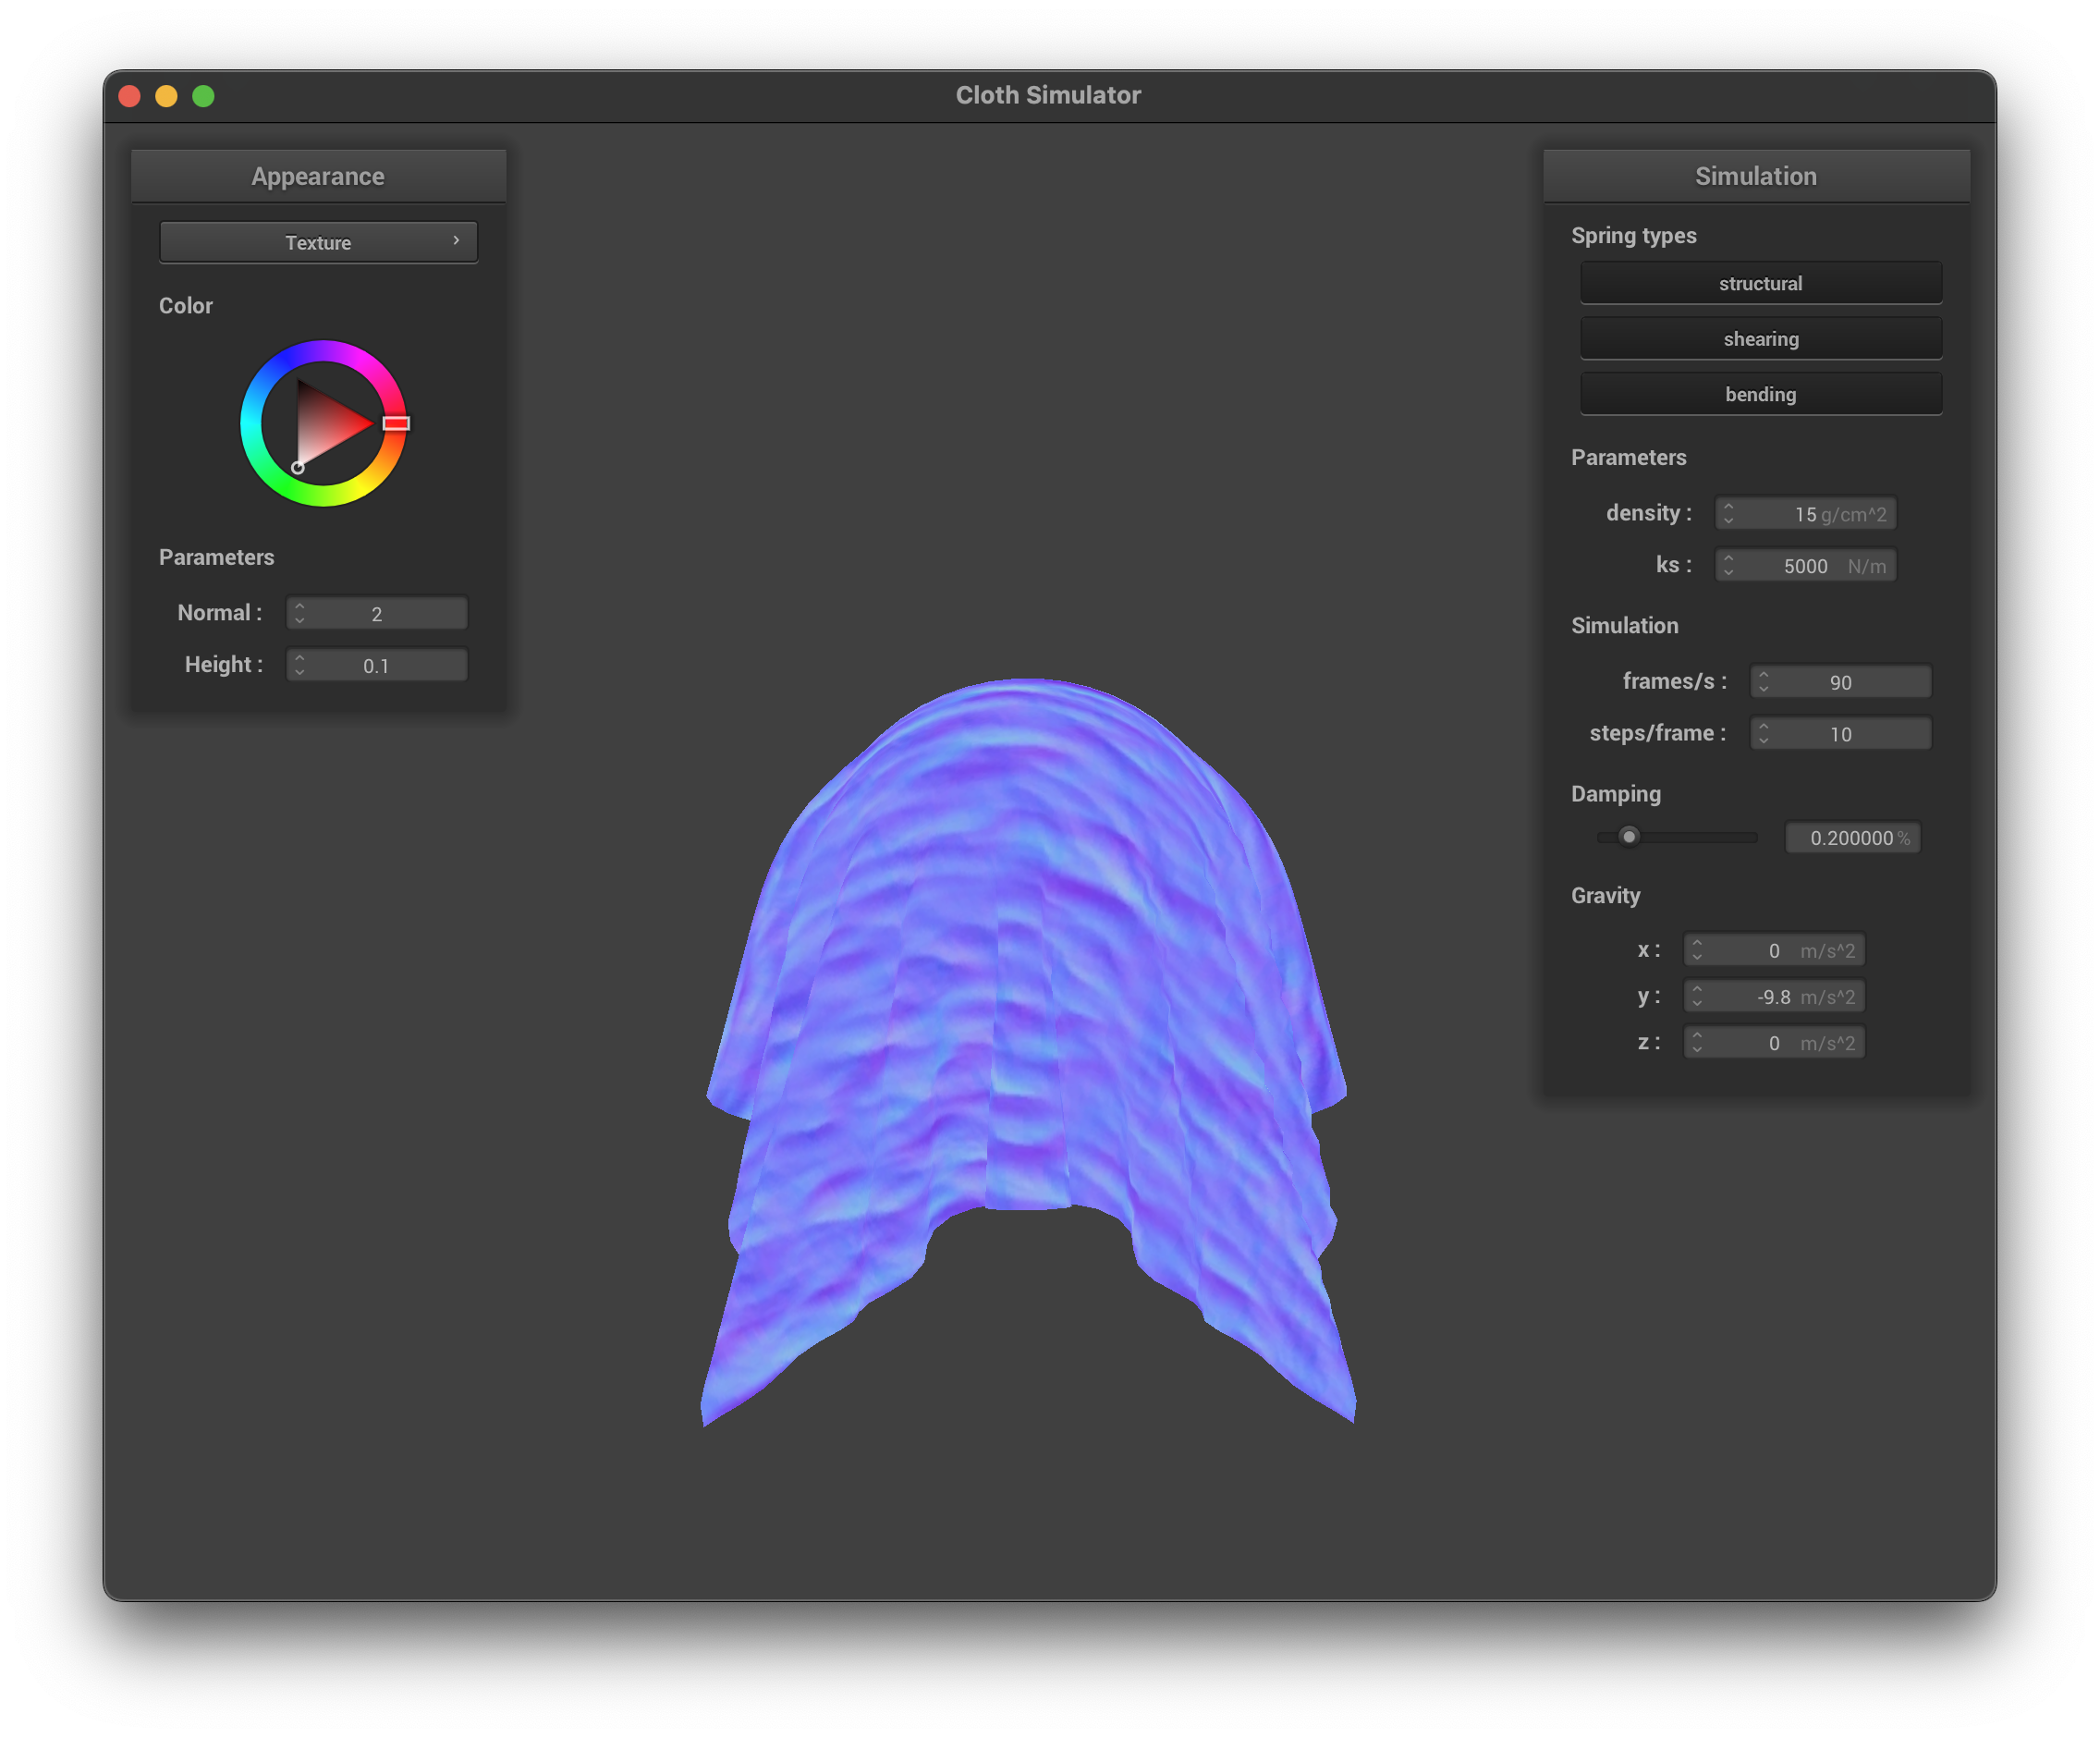 Cloth Simulator
Appearance
Texture
Color
Parameters
Normal : 2
Height : 0.1
Simulation
Spring types
structural
shearing
bending
Parameters
density : 15 g/cm^2
ks : 5000 N/m
Simulation
frames/s : 90
steps/frame : 10
Damping
0.200000 %
Gravity
x : 0 m/s^2
y : -9.8 m/s^2
z : 0 m/s^2